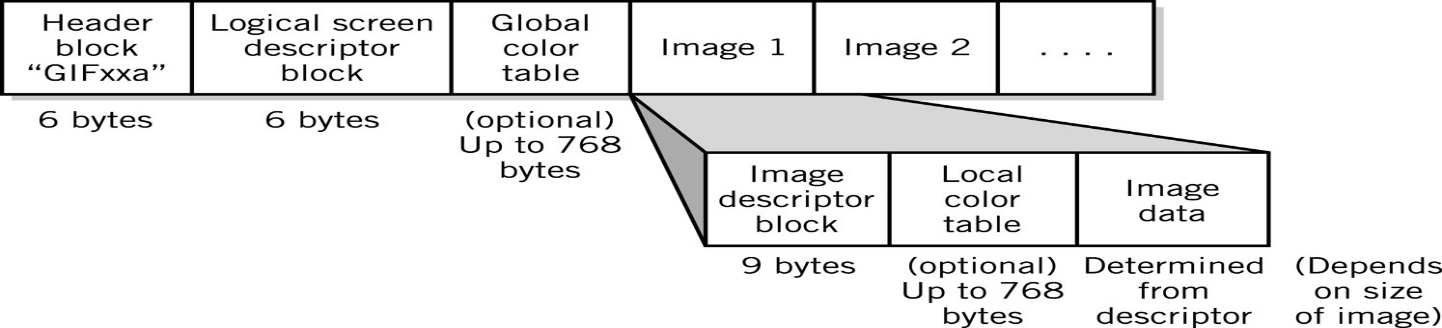 Header
block
“GIFxxa”
Logical screen
descriptor
block
Global
color
table
Image 1
Image 2
. . . .
6 bytes
6 bytes
(optional)
Up to 768
bytes
Image
descriptor
block
Local
color
table
Image
data
9 bytes
(optional)
Up to 768
bytes
Determined
from
descriptor
(Depends
on size
of image)